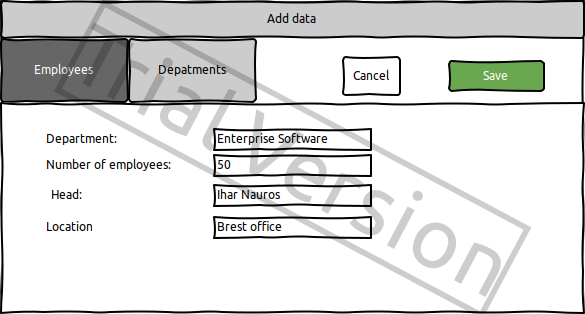 Add data
Employees
Depatments
Cancel
Save
Department:
Enterprise Software
Number of employees:
50
Head:
Ihar Nauros
Location
Brest office
Trial Version